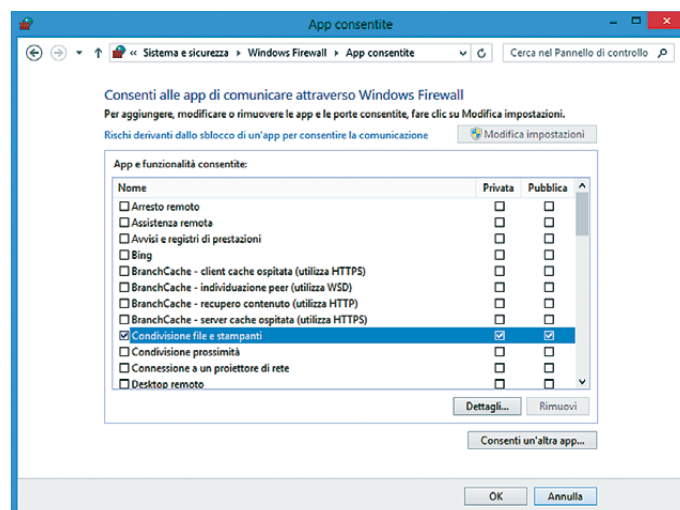 App consentite
« Sistema e sicurezza Windows Firewall App consentite
Cerca nel Pannello di controllo
Consenti alle app di comunicare attraverso Windows Firewall
Per aggiungere, modificare o rimuovere le app e le porte consentite, fare clic su Modifica impostazioni.
Rischi derivanti dallo sblocco di un'app per consentire la comunicazione
Modifica impostazioni
App e funzionalità consentite:
Nome Privata Pubblica
Arresto remoto
Assistenza remota
Avvisi e registri di prestazioni
Bing
BranchCache - client cache ospitata (utilizza HTTPS)
BranchCache - individuazione peer (utilizza WSD)
BranchCache - recupero contenuto (utilizza HTTP)
BranchCache - server cache ospitata (utilizza HTTPS)
Condivisione file e stampanti
Condivisione prossimità
Connessione a un proiettore di rete
Desktop remoto
Dettagli... Rimuovi
Consenti un'altra app...
OK Annulla